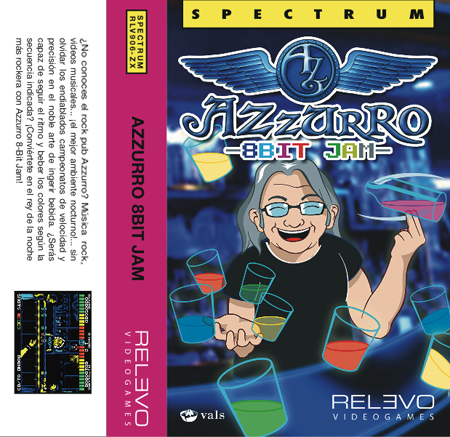 ¿No conoces el rock pub Azzurro? Música rock,
videos musicales... ¡el mejor ambiente nocturno!... sin
olvidar los endiablados campeonatos de velocidad y
precisión en el noble arte de ingerir bebida. ¿Serás
capaz de seguir el ritmo y beber los colores según la
secuencia indicada? ¡Conviértete en el rey de la noche
más rockera con Azzurro 8-Bit Jam!
SPECTRUM
RLV906-ZX
AZZURRO 8BIT JAM
RELEVO
VIDEOGAMES
SPECTRUM
AZ
AZZURRO
-8BIT JAM-
vals
RELEVO
VIDEOGAMES